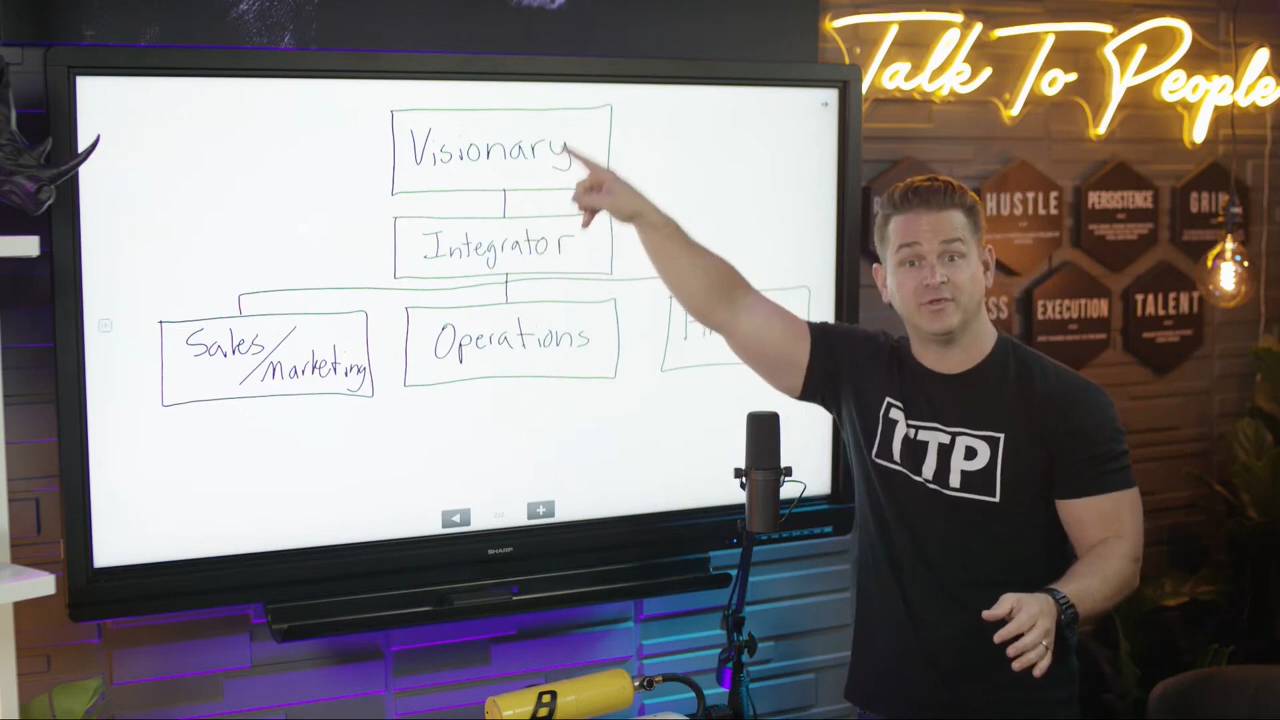 Talk To People
Visionary
Integrator
Sales/
Marketing
Operations
HUSTLE
PERSISTENCE
EXECUTION
TALENT
TTP
SHARP